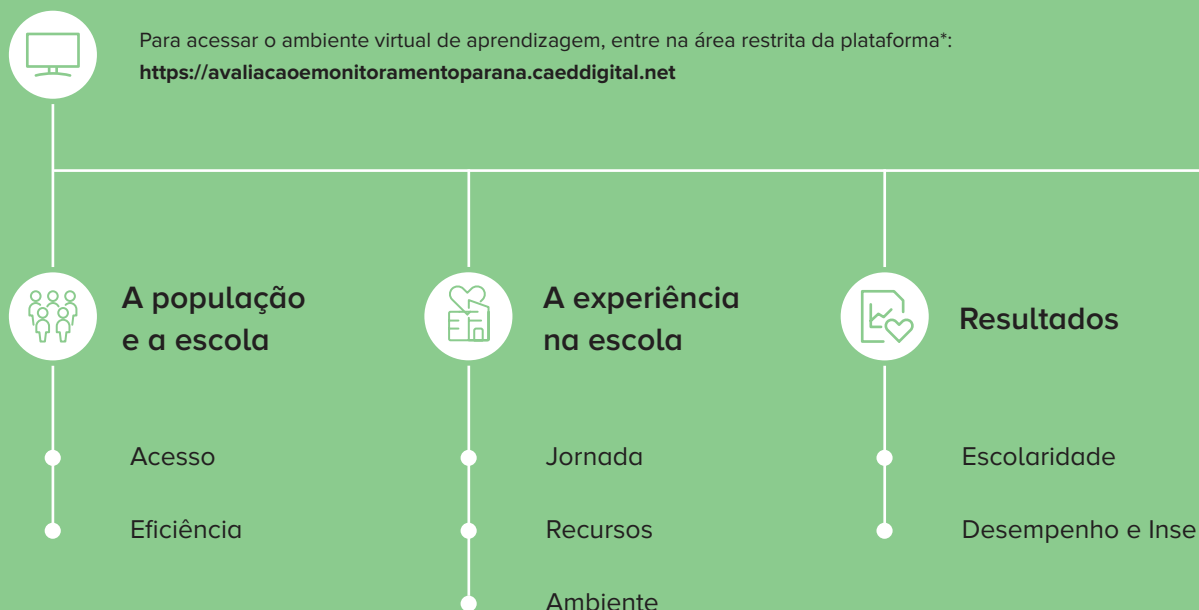 Para acessar o ambiente virtual de aprendizagem, entre na área restrita da plataforma*:
https://avaliacaoemonitoramentoparana.caeddigital.net
A população
e a escola
Acesso
Eficiência
A experiência
na escola
Jornada
Recursos
Ambiente
Resultados
Escolaridade
Desempenho e Inse